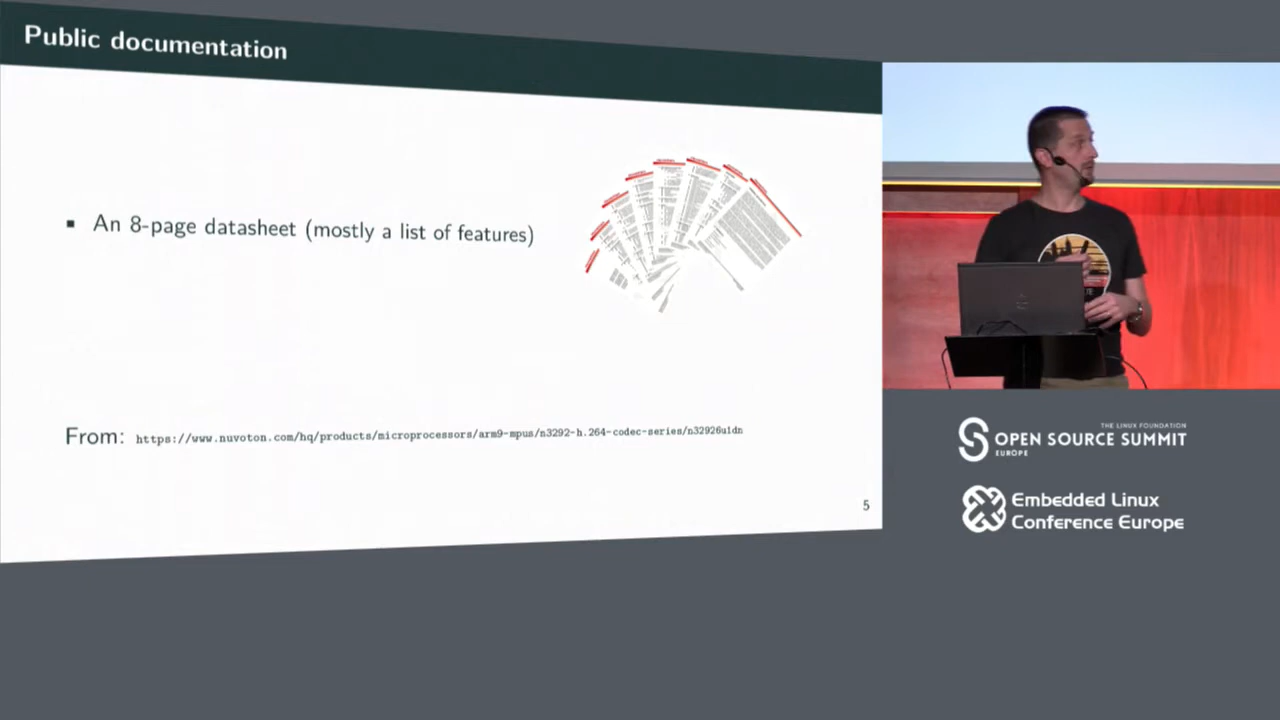 Public documentation
▪ An 8-page datasheet (mostly a list of features)
From: https://www.nuvoton.com/hq/products/microprocessors/arm9-mpus/n3292-h.264-codec-series/n32926u1dn
5
THE LINUX FOUNDATION
OPEN SOURCE SUMMIT
EUROPE
Embedded Linux
Conference Europe